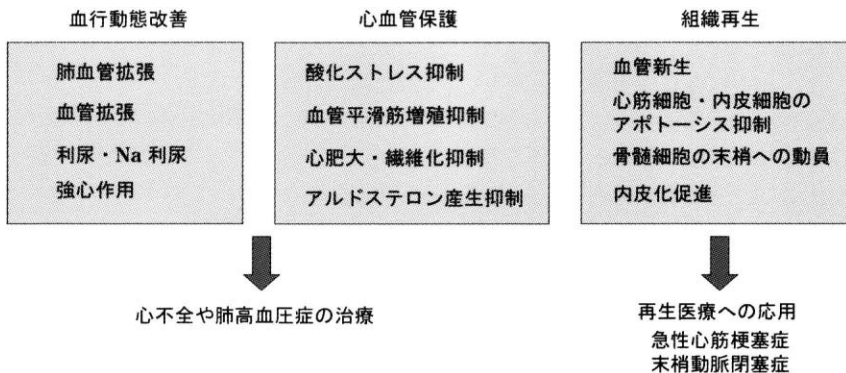 血行動態改善
肺血管拡張
血管拡張
利尿・Na 利尿
強心作用
心血管保護
酸化ストレス抑制
血管平滑筋増殖抑制
心肥大・繊維化抑制
アルドステロン産生抑制
組織再生
血管新生
心筋細胞・内皮細胞の
アポトーシス抑制
骨髄細胞の末梢への動員
内皮化促進
心不全や肺高血圧症の治療
再生医療への応用
急性心筋梗塞症
末梢動脈閉塞症